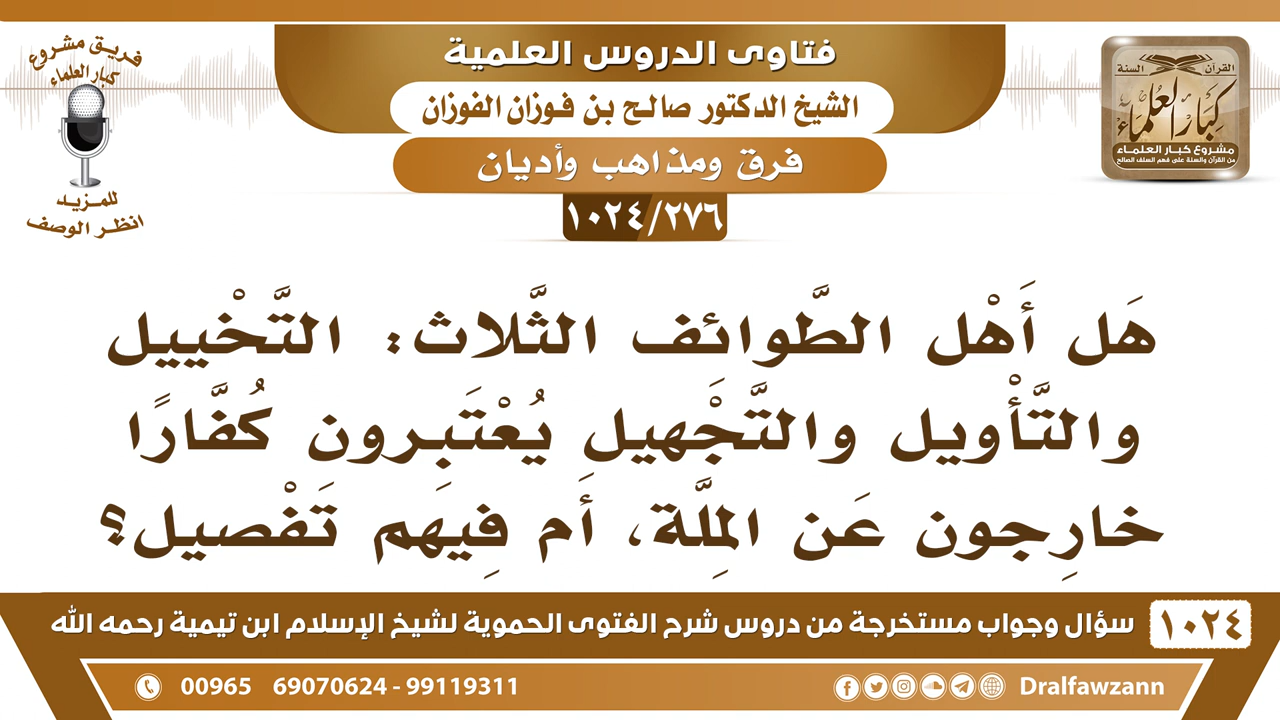 فتاوى الدروس العلمية
الشيخ الدكتور صالح بن فوزان الفوزان
فرق ومذاهب وأديان
١٠٢٤/٢٧٦
القرآن السنة
كبار العلماء
مشروع كبار العلماء
من القرآن والسنة على فهم السلف الصالح
فريق مشروع
كبار العلماء
للمزيد
انظر الوصف
هَل أَهْل الطَّوائف الثَّلاث: التَّخْييل
والتَّأْويل والتَّجْهيل يُعْتَبِرون كُفَّارًا
خارِجون عَن المِلَّة، أَم فِيهم تَفْصيل؟
١٠٢٤ سؤال وجواب مستخرجة من دروس شرح الفتوى الحموية لشيخ الإسلام ابن تيمية رحمه الله
00965 69070624 - 99119311
Dralfawzann